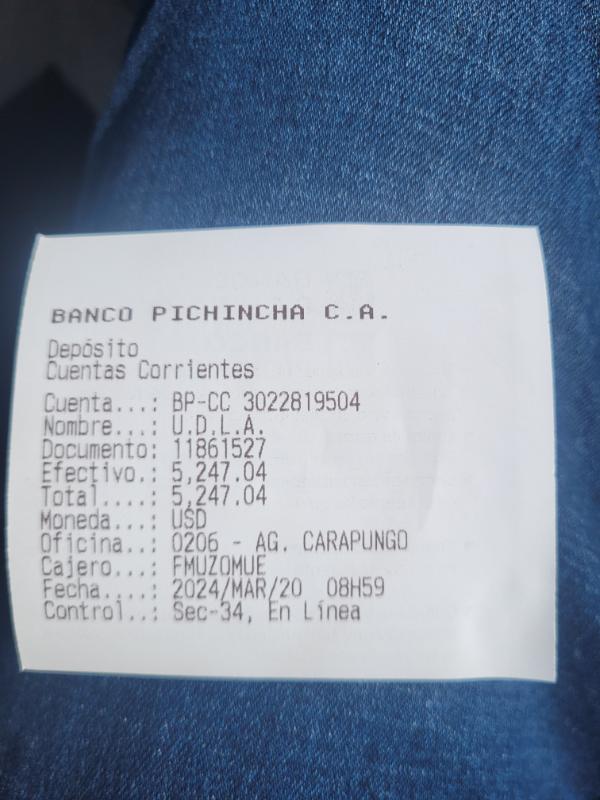 BANCO PICHINCHA C.A.
Depósito
Cuentas Corrientes
Cuenta...: BP-CC 3022819504
Nombre...: U.D.L.A.
Documento: 11861527
Efectivo.: 5,247.04
Total....: 5,247.04
Moneda...: USD
Oficina..: 0206 - AG. CARAPUNGO
Cajero...: FMUZOMUE
Fecha....: 2024/MAR/20 08H59
Control..: Sec-34, En Línea